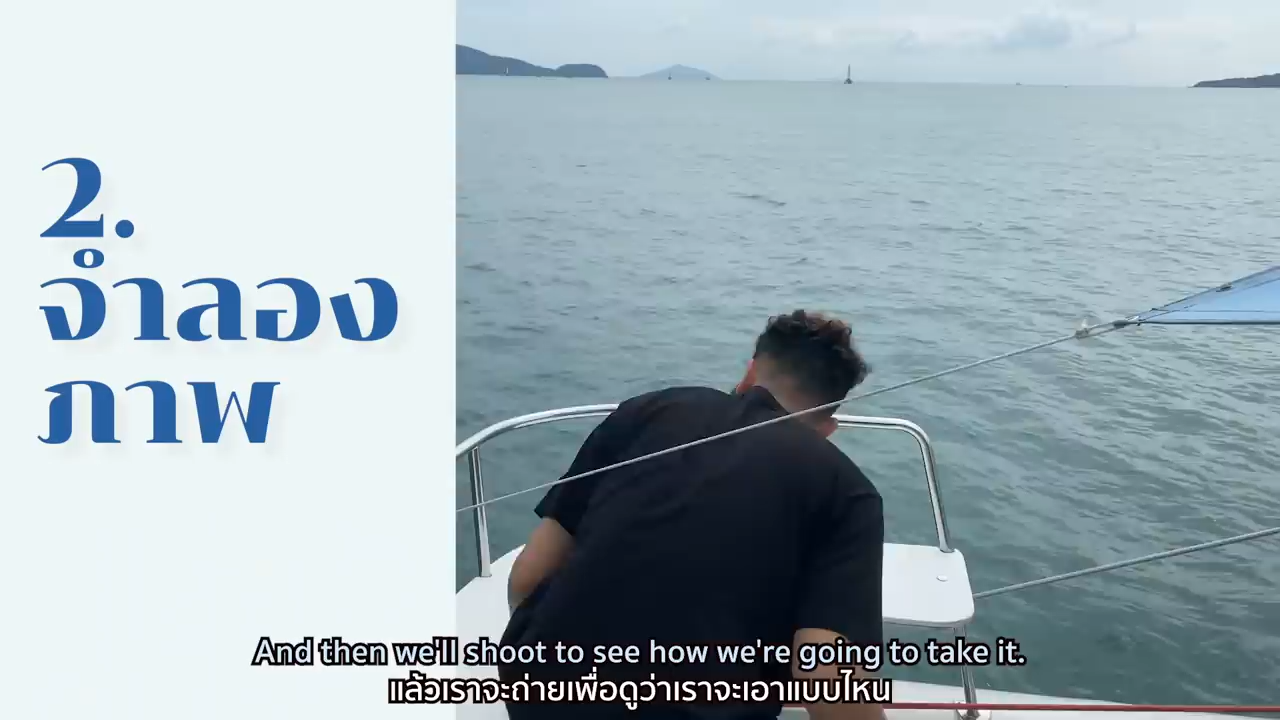 2.
จำลอง
ภาพ
And then we'll shoot to see how we're going to take it.
แล้วเราจะถ่ายเพื่อดูว่าเราจะเอาแบบไหน